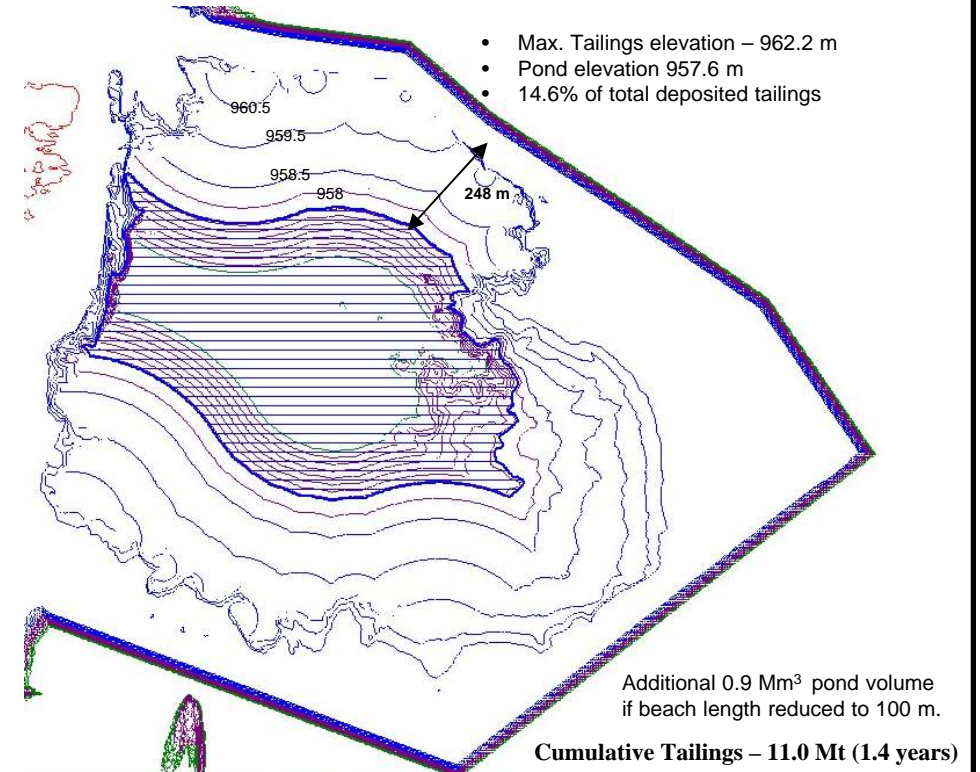 • Max. Tailings elevation – 962.2 m
• Pond elevation 957.6 m
• 14.6% of total deposited tailings
960.5
959.5
958.5
958
248 m
Additional 0.9 Mm³ pond volume
if beach length reduced to 100 m.
Cumulative Tailings – 11.0 Mt (1.4 years)